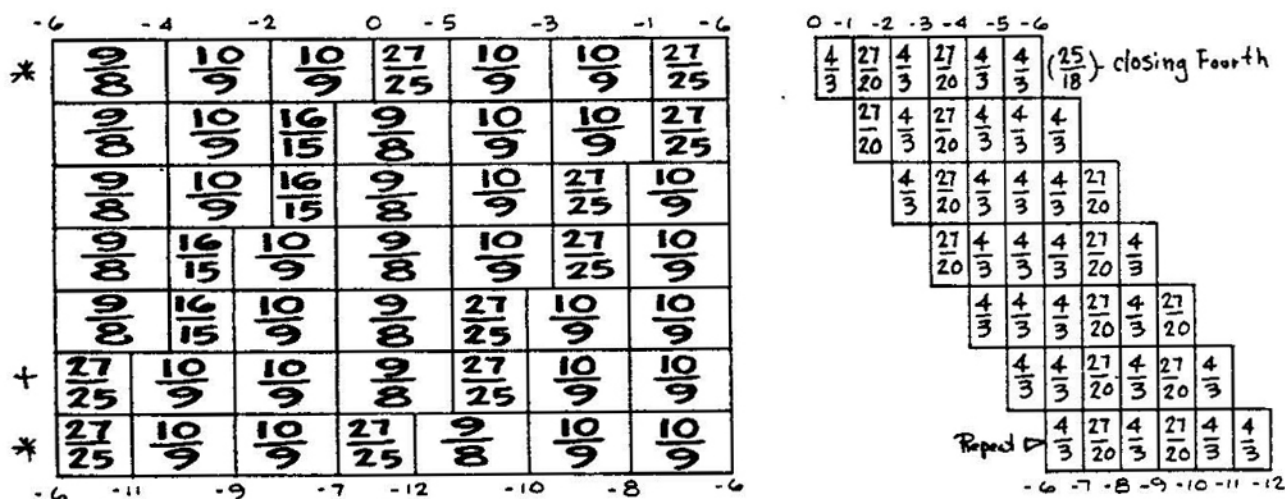 -6 -4 -2 0 -5 -3 -1 -6
* 9/8 10/9 10/9 27/25 10/9 10/9 27/25
9/8 10/9 16/15 9/8 10/9 10/9 27/25
9/8 10/9 16/15 9/8 10/9 27/25 10/9
9/8 16/15 10/9 9/8 10/9 27/25 10/9
9/8 16/15 10/9 9/8 27/25 10/9 10/9
+ 27/25 10/9 10/9 9/8 27/25 10/9 10/9
* 27/25 10/9 10/9 27/25 9/8 10/9 10/9
-6 -11 -9 -7 -12 -10 -8 -6
0 -1 -2 -3 -4 -5 -6
4/3 27/20 4/3 27/20 4/3 4/3 (25/18) - closing Fourth
27/20 4/3 27/20 4/3 4/3 4/3
4/3 27/20 4/3 4/3 4/3 27/20
27/20 4/3 4/3 4/3 27/20 4/3
4/3 4/3 4/3 27/20 4/3 27/20
4/3 4/3 27/20 4/3 27/20 4/3
Repeat ▷ 4/3 27/20 4/3 27/20 4/3 4/3
-6 -7 -8 -9 -10 -11 -12